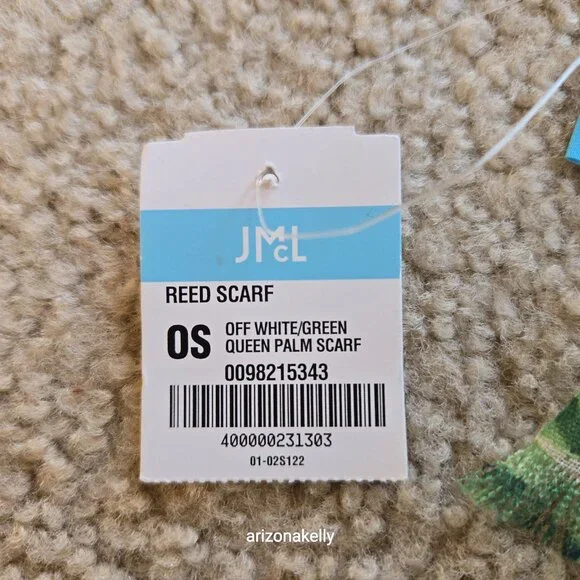 JMcL
REED SCARF
OS
OFF WHITE/GREEN
QUEEN PALM SCARF
0098215343
400000231303
01-02S122
arizonakelly